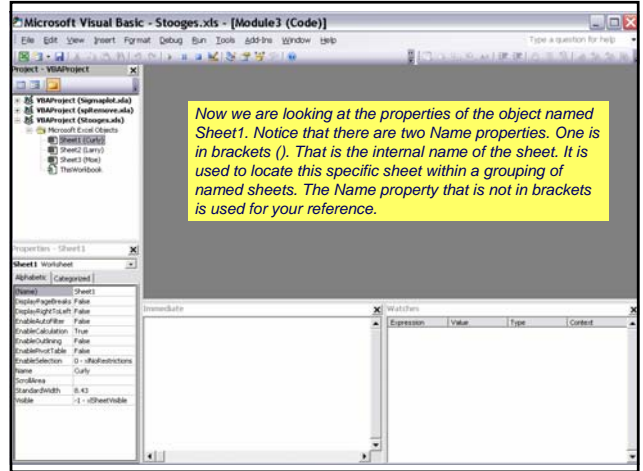 Microsoft Visual Basic - Stooges.xls - [Module3 (Code)]
File Edit View Insert Format Debug Run Tools Add-Ins Window Help
Type a question for help
Project - VBAProject
VBAProject (Sigmaplot.xla)
VBAProject (spRemove.xla)
VBAProject (Stooges.xls)
Microsoft Excel Objects
Sheet1 (Curly)
Sheet2 (Larry)
Sheet3 (Moe)
ThisWorkbook
Now we are looking at the properties of the object named
Sheet1. Notice that there are two Name properties. One is
in brackets (). That is the internal name of the sheet. It is
used to locate this specific sheet within a grouping of
named sheets. The Name property that is not in brackets
is used for your reference.
Properties - Sheet1
Sheet1 Worksheet
Alphabetic Categorized
(Name) Sheet1
DisplayPageBreaks False
DisplayRightToLeft False
EnableAutoFilter False
EnableCalculation True
EnableOutlining False
EnablePivotTable False
EnableSelection 0 - xlNoRestrictions
Name Curly
ScrollArea
StandardWidth 8.43
Visible -1 - xlSheetVisible
Immediate
Watches
Expression Value Type Context